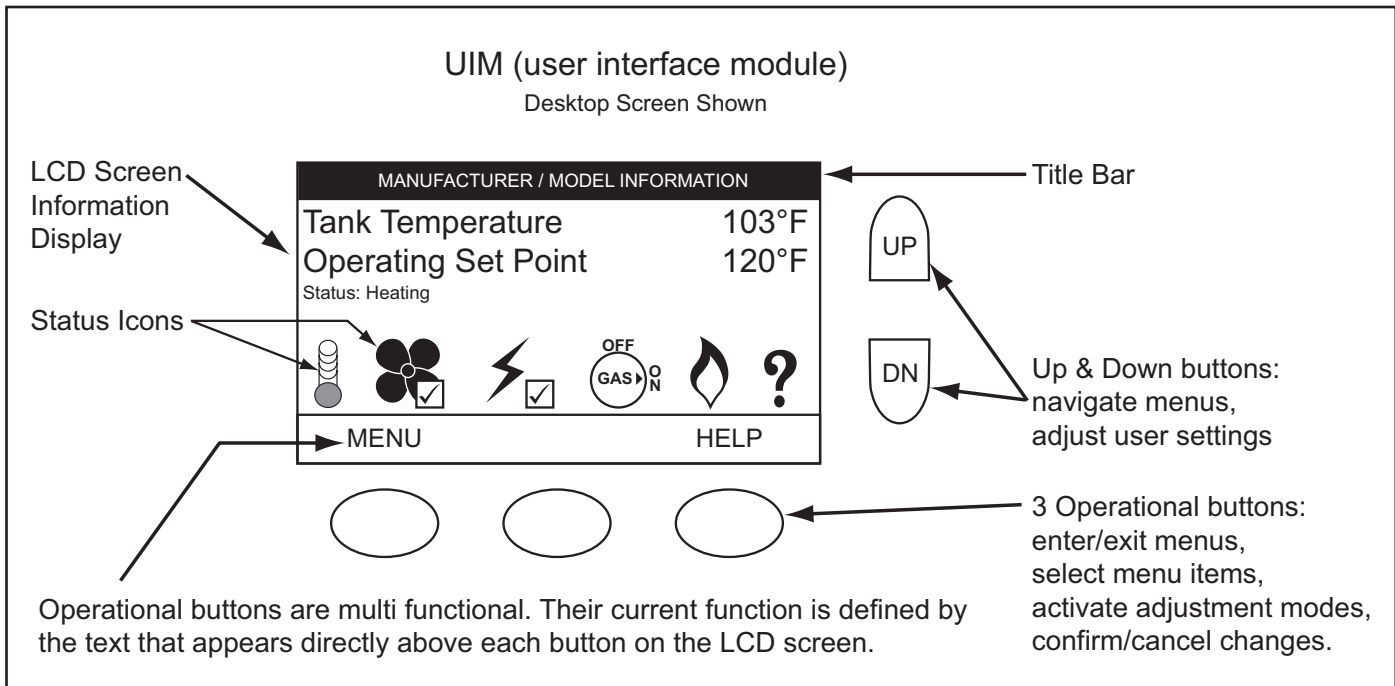 UIM (user interface module)
Desktop Screen Shown
LCD Screen
Information
Display
Title Bar
MANUFACTURER / MODEL INFORMATION
Tank Temperature 103°F
Operating Set Point 120°F
Status: Heating
Status Icons
OFF
GAS
ON
?
MENU HELP
UP
DN
Up & Down buttons:
navigate menus,
adjust user settings
3 Operational buttons:
enter/exit menus,
select menu items,
activate adjustment modes,
confirm/cancel changes.
Operational buttons are multi functional. Their current function is defined by
the text that appears directly above each button on the LCD screen.